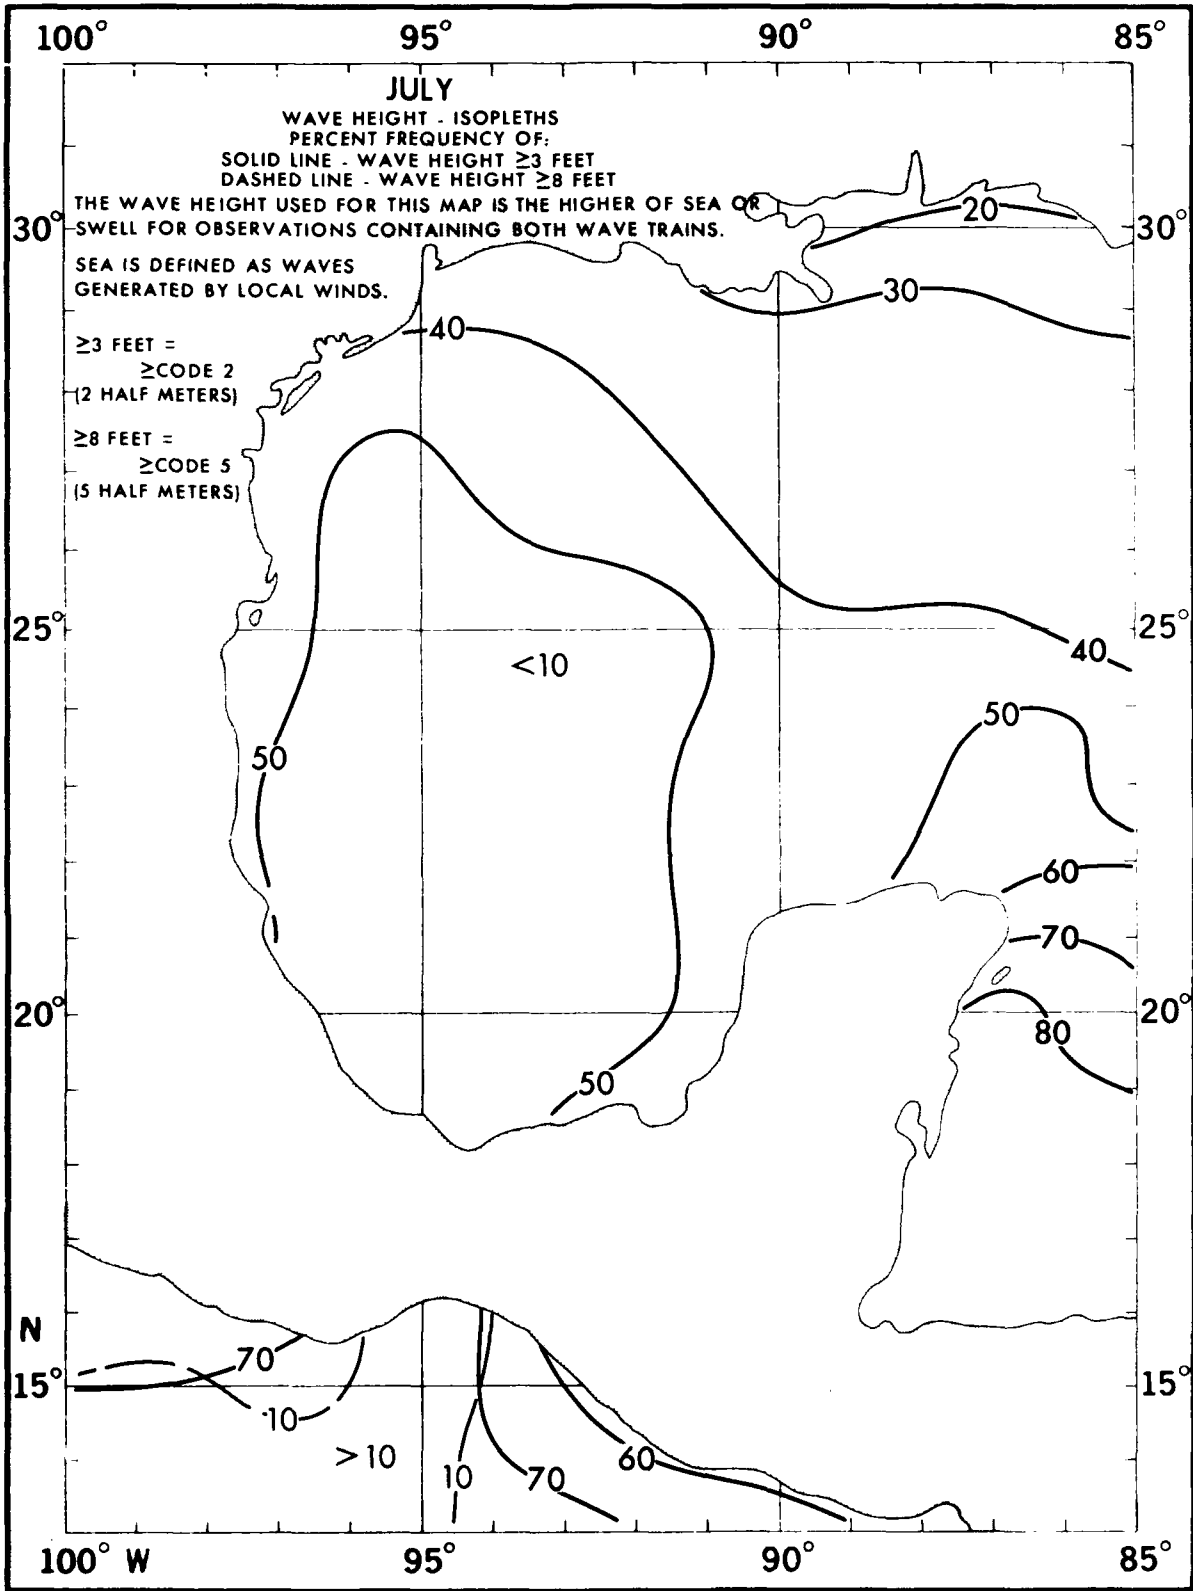 100° 95° 90° 85°
JULY
WAVE HEIGHT - ISOPLETHS
PERCENT FREQUENCY OF:
SOLID LINE - WAVE HEIGHT ≥3 FEET
DASHED LINE - WAVE HEIGHT ≥8 FEET
THE WAVE HEIGHT USED FOR THIS MAP IS THE HIGHER OF SEA OR
SWELL FOR OBSERVATIONS CONTAINING BOTH WAVE TRAINS.
20
30° 30°
SEA IS DEFINED AS WAVES
GENERATED BY LOCAL WINDS.
30
40
≥3 FEET =
≥CODE 2
(2 HALF METERS)
≥8 FEET =
≥CODE 5
(5 HALF METERS)
25° 25°
<10
40
50
50
60
70
20° 20°
80
50
N
70
15° 15°
10
>10
10
70
60
100° W 95° 90° 85°